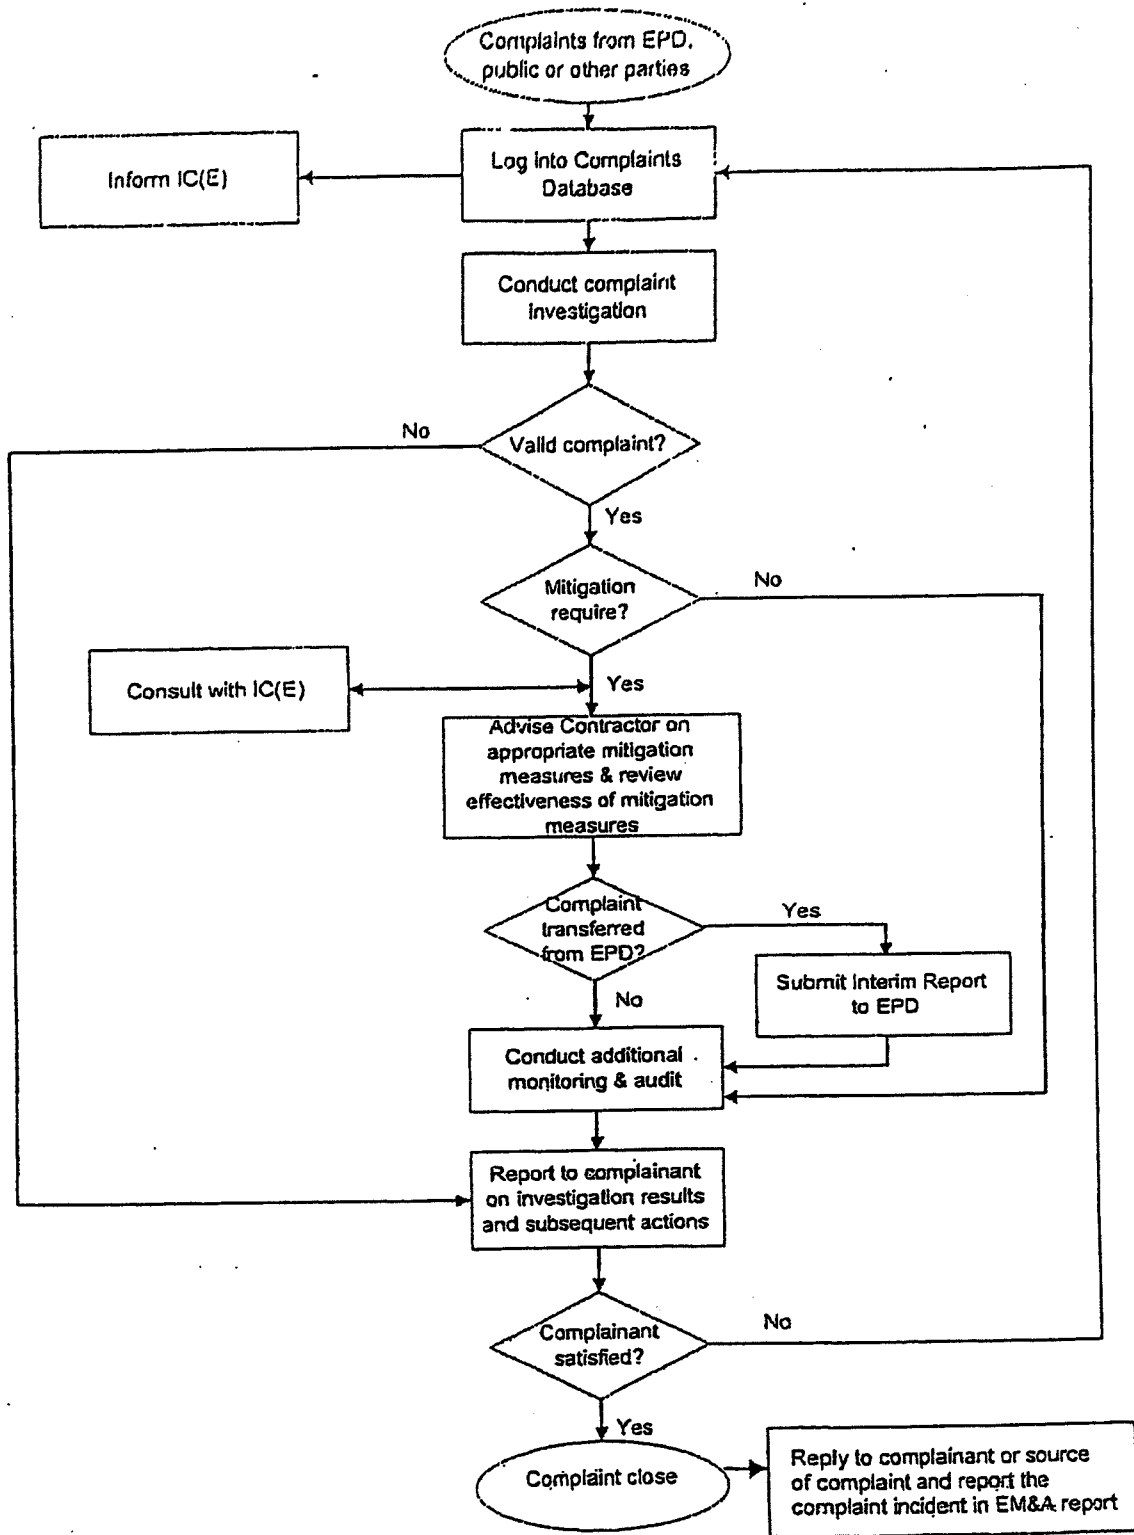 Complaints from EPD,
public or other parties
Inform IC(E)
Log into Complaints
Database
Conduct complaint
Investigation
No
Valid complaint?
Yes
Mitigation
require?
No
Consult with IC(E)
Yes
Advise Contractor on
appropriate mitigation
measures & review
effectiveness of mitigation
measures
Complaint
transferred
from EPD?
Yes
Submit Interim Report
to EPD
No
Conduct additional
monitoring & audit
Report to complainant
on investigation results
and subsequent actions
Complainant
satisfied?
No
Yes
Complaint close
Reply to complainant or source
of complaint and report the
complaint incident in EM&A report